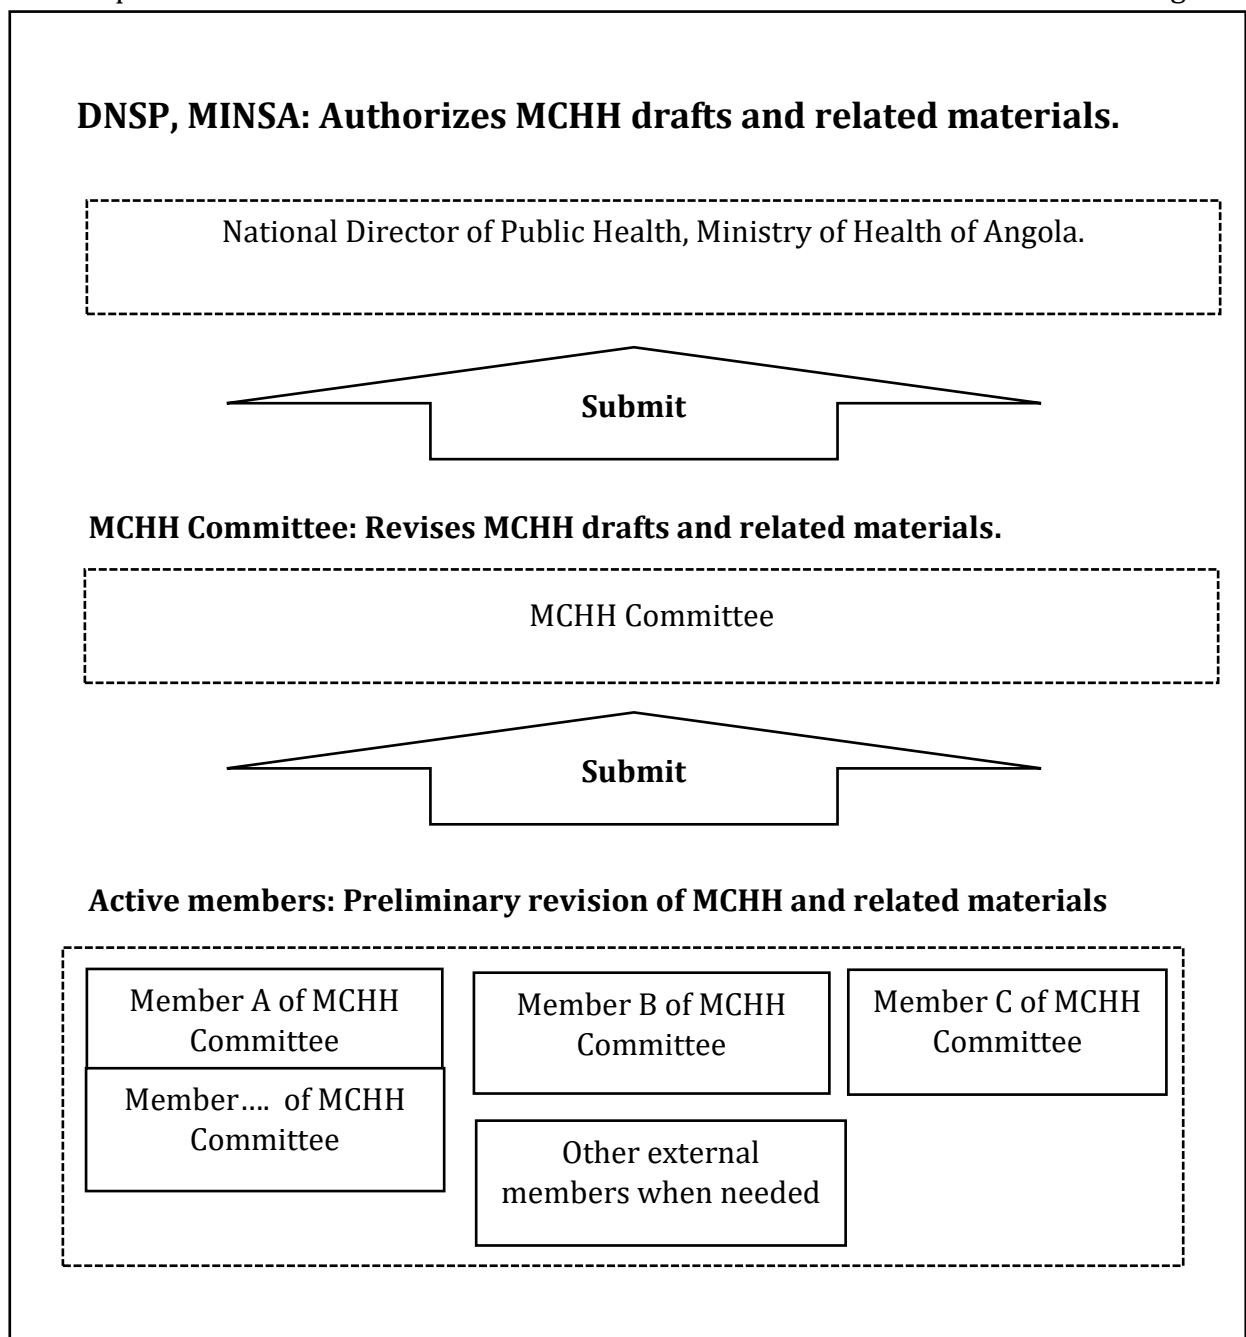 DNSP, MINSA: Authorizes MCHH drafts and related materials.
National Director of Public Health, Ministry of Health of Angola.
Submit
MCHH Committee: Revises MCHH drafts and related materials.
MCHH Committee
Submit
Active members: Preliminary revision of MCHH and related materials
Member A of MCHH
Committee
Member B of MCHH
Committee
Member C of MCHH
Committee
Member.... of MCHH
Committee
Other external
members when needed